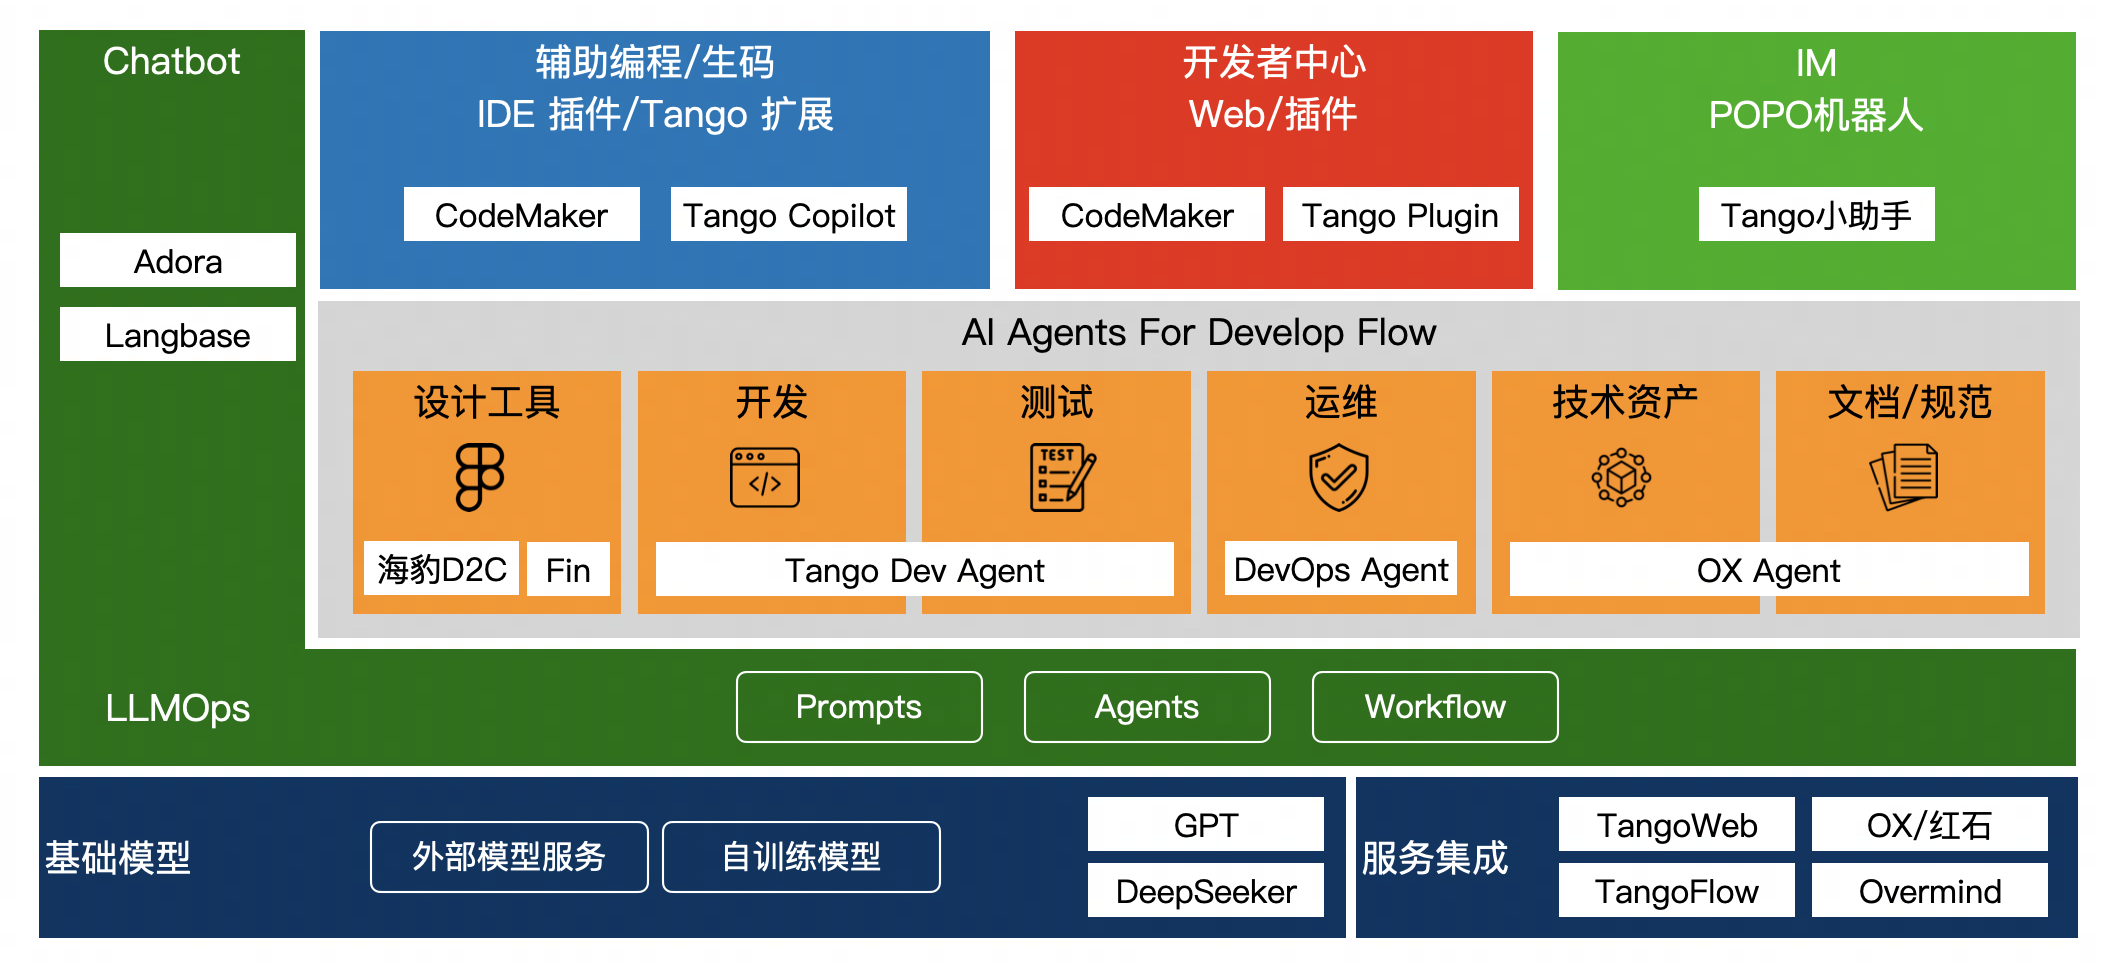 Chatbot
Adora
Langbase
辅助编程/生码
IDE 插件/Tango 扩展
CodeMaker
Tango Copilot
开发者中心
Web/插件
CodeMaker
Tango Plugin
IM
POPO机器人
Tango小助手
AI Agents For Develop Flow
设计工具
海豹D2C
Fin
开发
测试
TEST
Tango Dev Agent
运维
DevOps Agent
技术资产
文档/规范
OX Agent
LLMOps
Prompts
Agents
Workflow
基础模型
外部模型服务
自训练模型
GPT
DeepSeeker
服务集成
TangoWeb
OX/红石
TangoFlow
Overmind